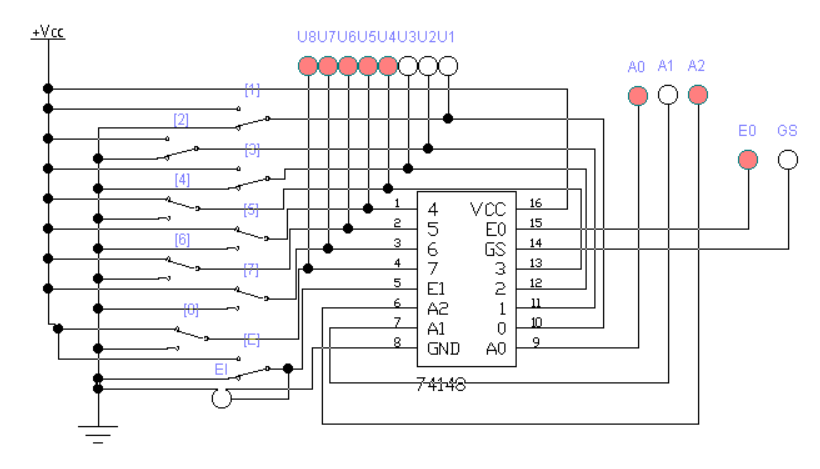 +Vcc
U8U7U6U5U4U3U2U1
A0 A1 A2
[1]
[2]
E0 GS
[3]
[4]
[5]
[6]
[7]
[0]
[E]
EI
1 4 VCC 16
2 5 E0 15
3 6 GS 14
4 7 3 13
5 E1 2 12
6 A2 1 11
7 A1 0 10
8 GND A0 9
74148